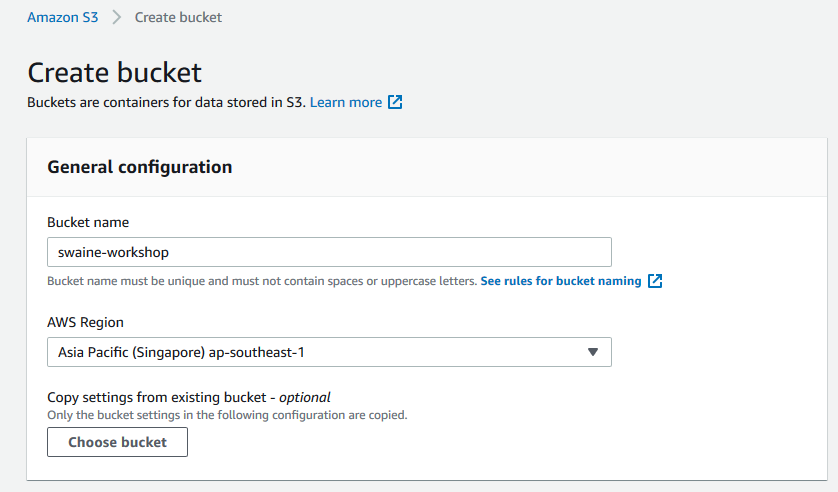 Amazon S3 > Create bucket
Create bucket
Buckets are containers for data stored in S3. Learn more
General configuration
Bucket name
swaine-workshop
Bucket name must be unique and must not contain spaces or uppercase letters. See rules for bucket naming
AWS Region
Asia Pacific (Singapore) ap-southeast-1
Copy settings from existing bucket - optional
Only the bucket settings in the following configuration are copied.
Choose bucket